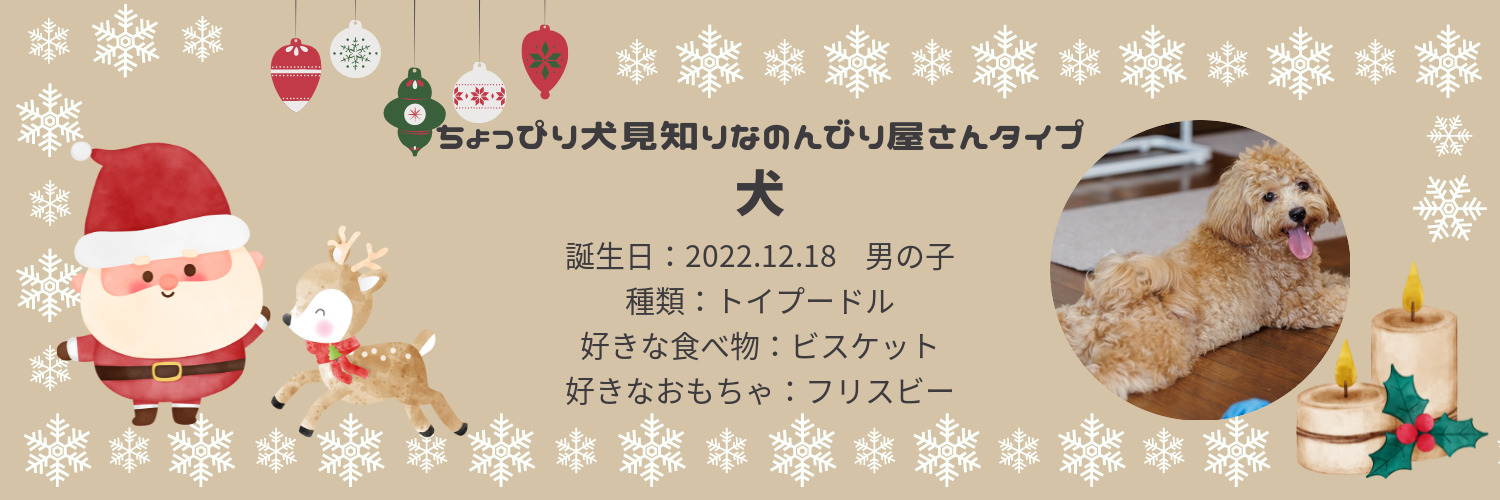 ちょっぴり犬見知りなのんびり屋さんタイプ
犬
誕生日：2022.12.18　男の子
種類：トイプードル
好きな食べ物：ビスケット
好きなおもちゃ：フリスビー